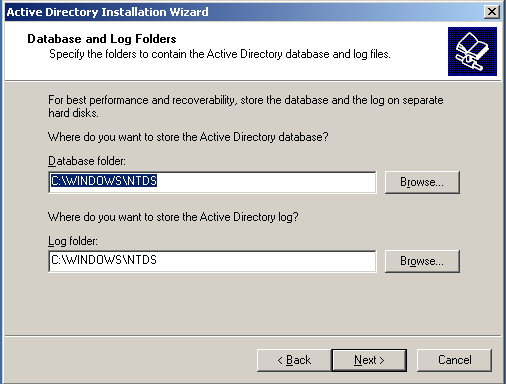 Active Directory Installation Wizard
Database and Log Folders
Specify the folders to contain the Active Directory database and log files.
For best performance and recoverability, store the database and the log on separate
hard disks.
Where do you want to store the Active Directory database?
Database folder:
C:\WINDOWS\NTDS
Browse...
Where do you want to store the Active Directory log?
Log folder:
C:\WINDOWS\NTDS
Browse...
< Back
Next >
Cancel